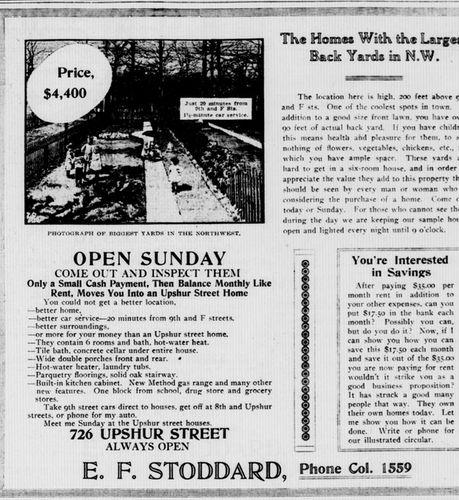 Price,
$4,400
Just 20 minutes from
9th and F Sts.
1½-minute car service.
PHOTOGRAPH OF BIGGEST YARDS IN THE NORTHWEST.
OPEN SUNDAY
COME OUT AND INSPECT THEM
Only a Small Cash Payment, Then Balance Monthly Like
Rent, Moves You Into an Upshur Street Home
You could not get a better location,
—better home,
—better car service—20 minutes from 9th and F streets,
—better surroundings,
—or more for your money than an Upshur street home.
—They contain 6 rooms and bath, hot-water heat.
—Tile bath, concrete cellar under entire house.
—Wide double porches front and rear.
—Hot-water heater, laundry tubs.
—Parquetry floorings, solid oak stairway.
—Built-in kitchen cabinet. New Method gas range and many other
new features. One block from school, drug store and grocery
stores.
Take 9th street cars direct to houses, get off at 8th and Upshur
streets, or phone for my auto.
Meet me Sunday at the Upshur street houses.
726 UPSHUR STREET
ALWAYS OPEN
The Homes With the Larges
Back Yards in N.W.
The location here is high, 200 feet above
and F sts. One of the coolest spots in town.
addition to a good size front lawn, you have ov
90 feet of actual back yard. If you have childr
this means health and pleasure for them, to s
nothing of flowers, vegetables, chickens, etc.,
which you have ample space. These yards a
hard to get in a six-room house, and in order
appreciate the value they add to this property th
should be seen by every man or woman who
considering the purchase of a home. Come o
today or Sunday. For those who cannot see the
during the day we are keeping our sample hou
open and lighted every night until 9 o'clock.
You're Interested
in Savings
After paying $35.00 per
month rent in addition to
your other expenses, can you
put $17.50 in the bank each
month? Possibly you can,
but do you do it? Now, if I
can show you how you can
save this $17.50 each month
and save it out of the $35.00
you are now paying for rent
wouldn't it strike you as a
good business proposition?
It has struck a good many
people that way. They own
their own homes today. Let
me show you how it can be
done. Write or phone for
our illustrated circular.
E. F. STODDARD, Phone Col. 1559